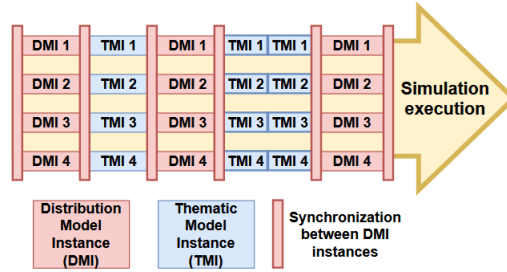 DMI 1 TMI 1 DMI 1 TMI 1 TMI 1 DMI 1
DMI 2 TMI 2 DMI 2 TMI 2 TMI 2 DMI 2
DMI 3 TMI 3 DMI 3 TMI 3 TMI 3 DMI 3
DMI 4 TMI 4 DMI 4 TMI 4 TMI 4 DMI 4
Simulation
execution
Distribution
Model
Instance
(DMI)
Thematic
Model
Instance
(TMI)
Synchronization
between DMI
instances